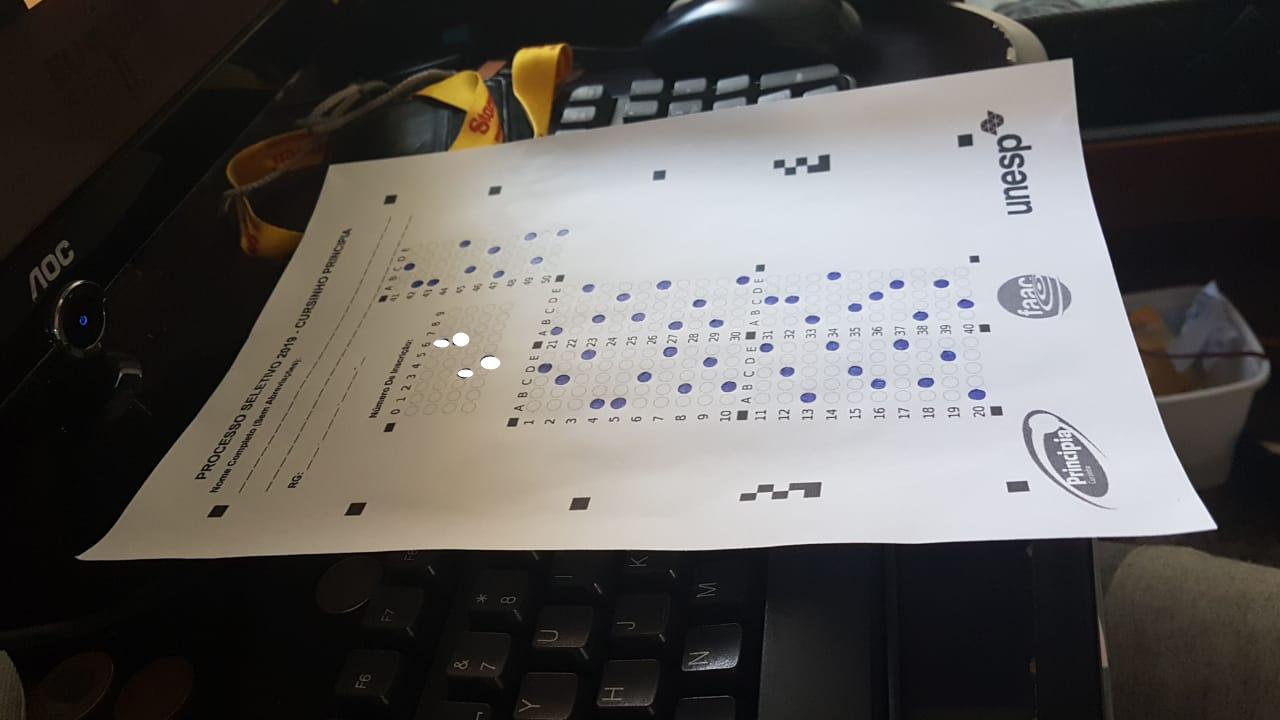 PROCESSO SELETIVO 2019 - CURSINHO PRINCIPIA
Nome Completo (Sem Abreviações):
RG:
Número De Inscrição:
0 1 2 3 4 5 6 7 8 9
A B C D E
41
42
43
44
45
46
47
48
49
50
A B C D E
1
2
3
4
5
6
7
8
9
10
A B C D E
21
22
23
24
25
26
27
28
29
30
A B C D E
11
12
13
14
15
16
17
18
19
20
A B C D E
31
32
33
34
35
36
37
38
39
40
Principia
Cursinho
faac
unesp
AOC
F6
F7
F8
& 7
* 8
Y
U
I
H
J
K
N
M